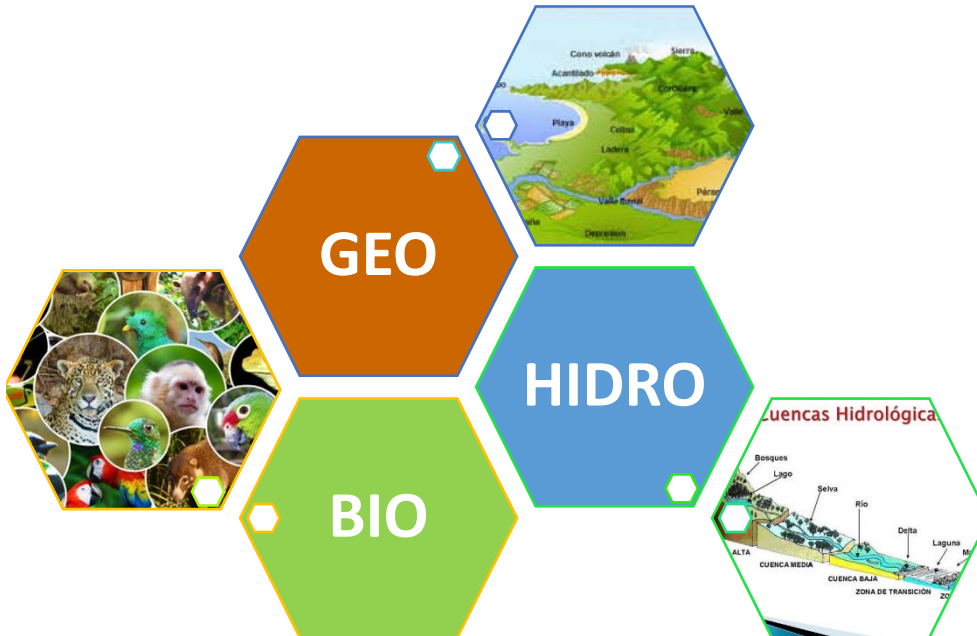 Cono volcán
Sierra
Acantilado
Cordillera
Valle
Playa
Colina
Ladera
Valle fluvial
Depresión
GEO
HIDRO
BIO
Cuencas Hidrológica
Bosques
Lago
Selva
Río
Delta
Laguna
ALTA
CUENCA MEDIA
CUENCA BAJA
ZONA DE TRANSICIÓN